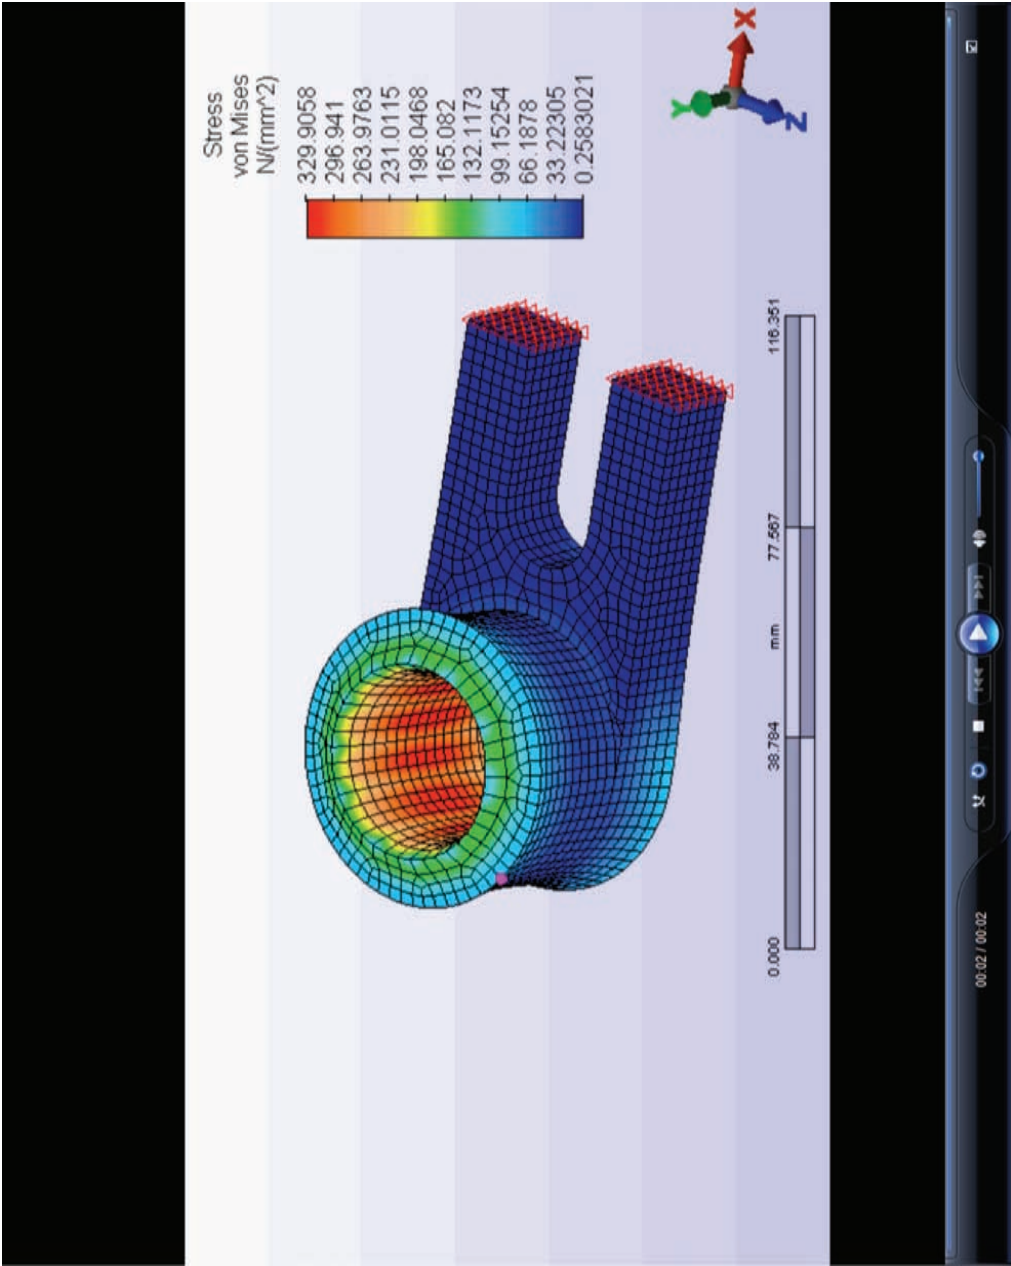 Stress
von Mises
N/(mm^2)
329.9058
296.941
263.9763
231.0115
198.0468
165.082
132.1173
99.15254
66.1878
33.22305
0.2583021
X
Y
Z
0.000
38.784
mm
77.567
116.351
00:02 / 00:02